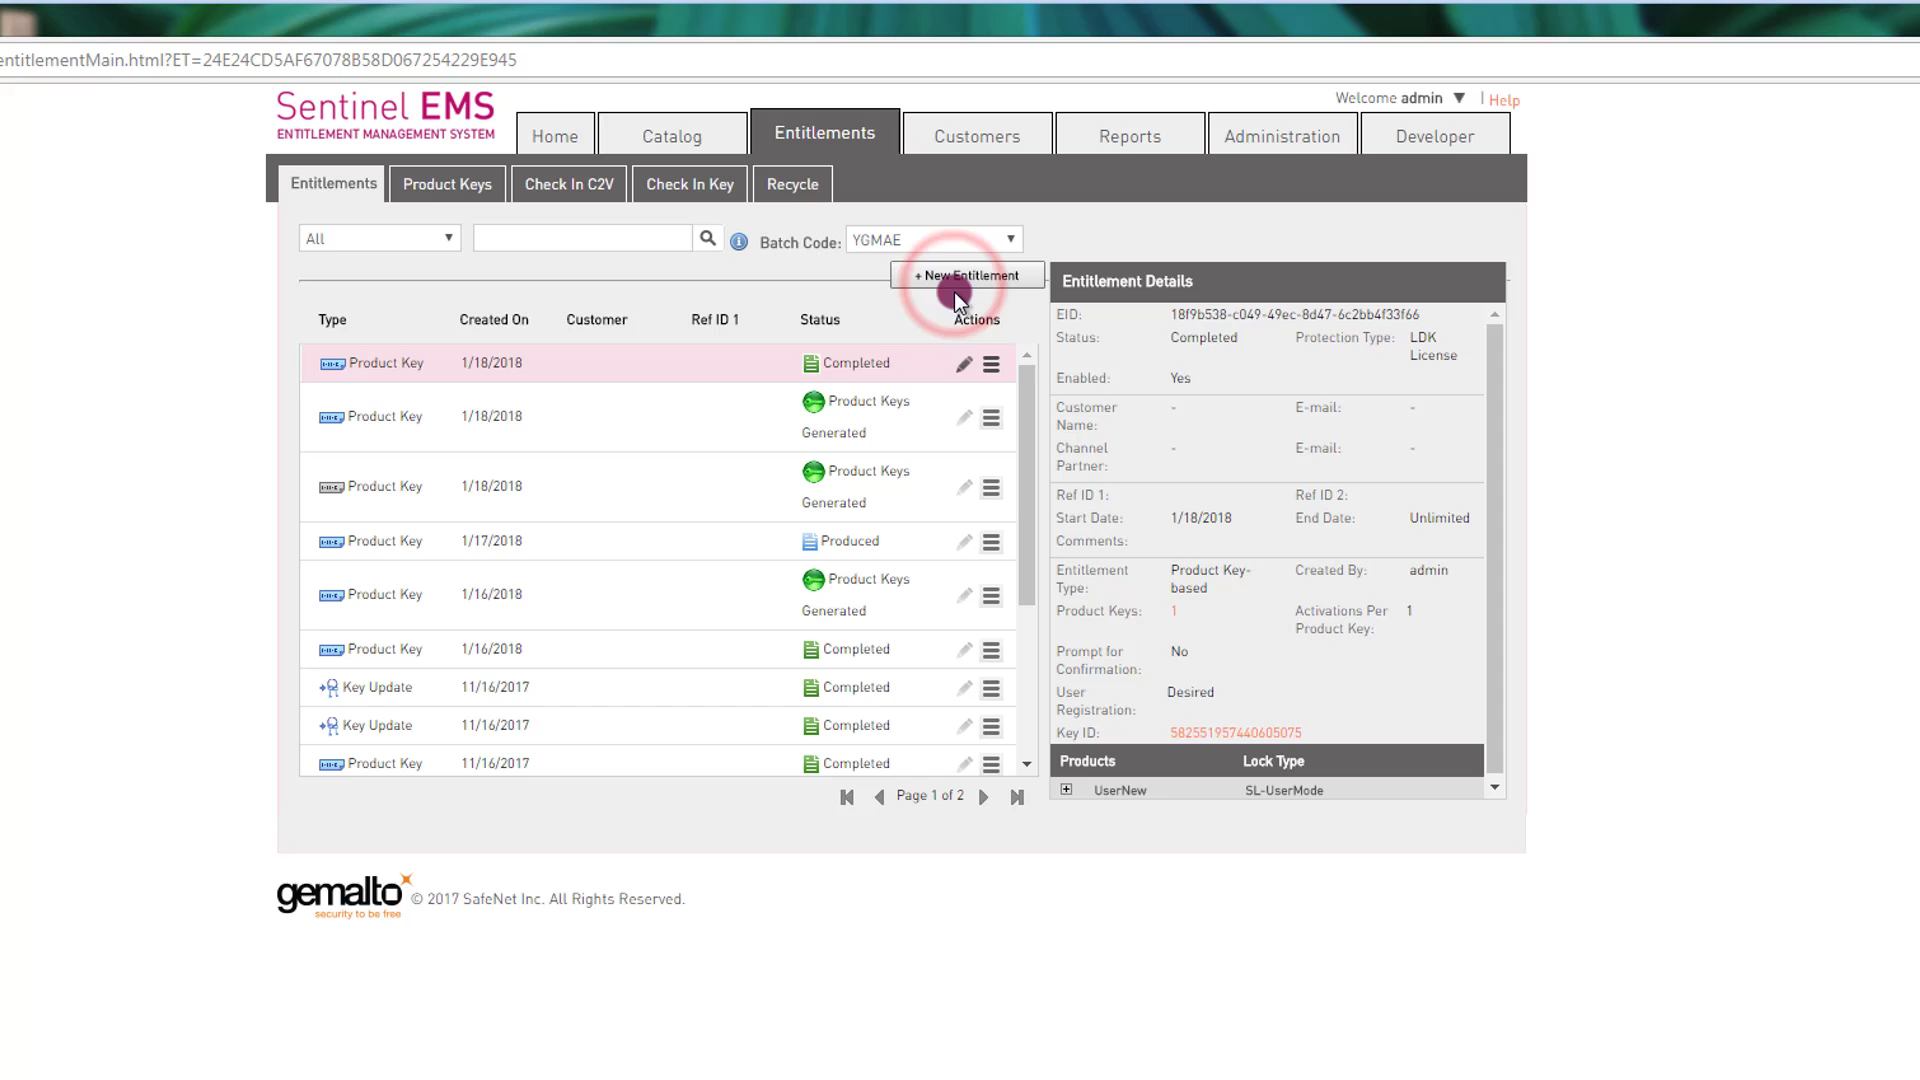 entitlementMain.html?ET=24E24CD5AF67078B58D067254229E945
Sentinel EMS
ENTITLEMENT MANAGEMENT SYSTEM
Welcome admin ▼ | Help
Home Catalog Entitlements Customers Reports Administration Developer
Entitlements Product Keys Check In C2V Check In Key Recycle
All Batch Code: YGMAE
+ New Entitlement
Type Created On Customer Ref ID 1 Status Actions
Product Key 1/18/2018 Completed
Product Key 1/18/2018 Product Keys
Generated
Product Key 1/18/2018 Product Keys
Generated
Product Key 1/17/2018 Produced
Product Key 1/16/2018 Product Keys
Generated
Product Key 1/16/2018 Completed
Key Update 11/16/2017 Completed
Key Update 11/16/2017 Completed
Product Key 11/16/2017 Completed
Page 1 of 2
Entitlement Details
EID: 18f9b538-c049-49ec-8d47-6c2bb4f33f66
Status: Completed Protection Type: LDK
License
Enabled: Yes
Customer - E-mail: -
Name:
Channel - E-mail: -
Partner:
Ref ID 1: Ref ID 2:
Start Date: 1/18/2018 End Date: Unlimited
Comments:
Entitlement Product Key- Created By: admin
Type: based
Product Keys: 1 Activations Per 1
Product Key:
Prompt for No
Confirmation:
User Desired
Registration:
Key ID: 582551957440605075
Products Lock Type
UserNew SL-UserMode
gemalto © 2017 SafeNet Inc. All Rights Reserved.
security to be free